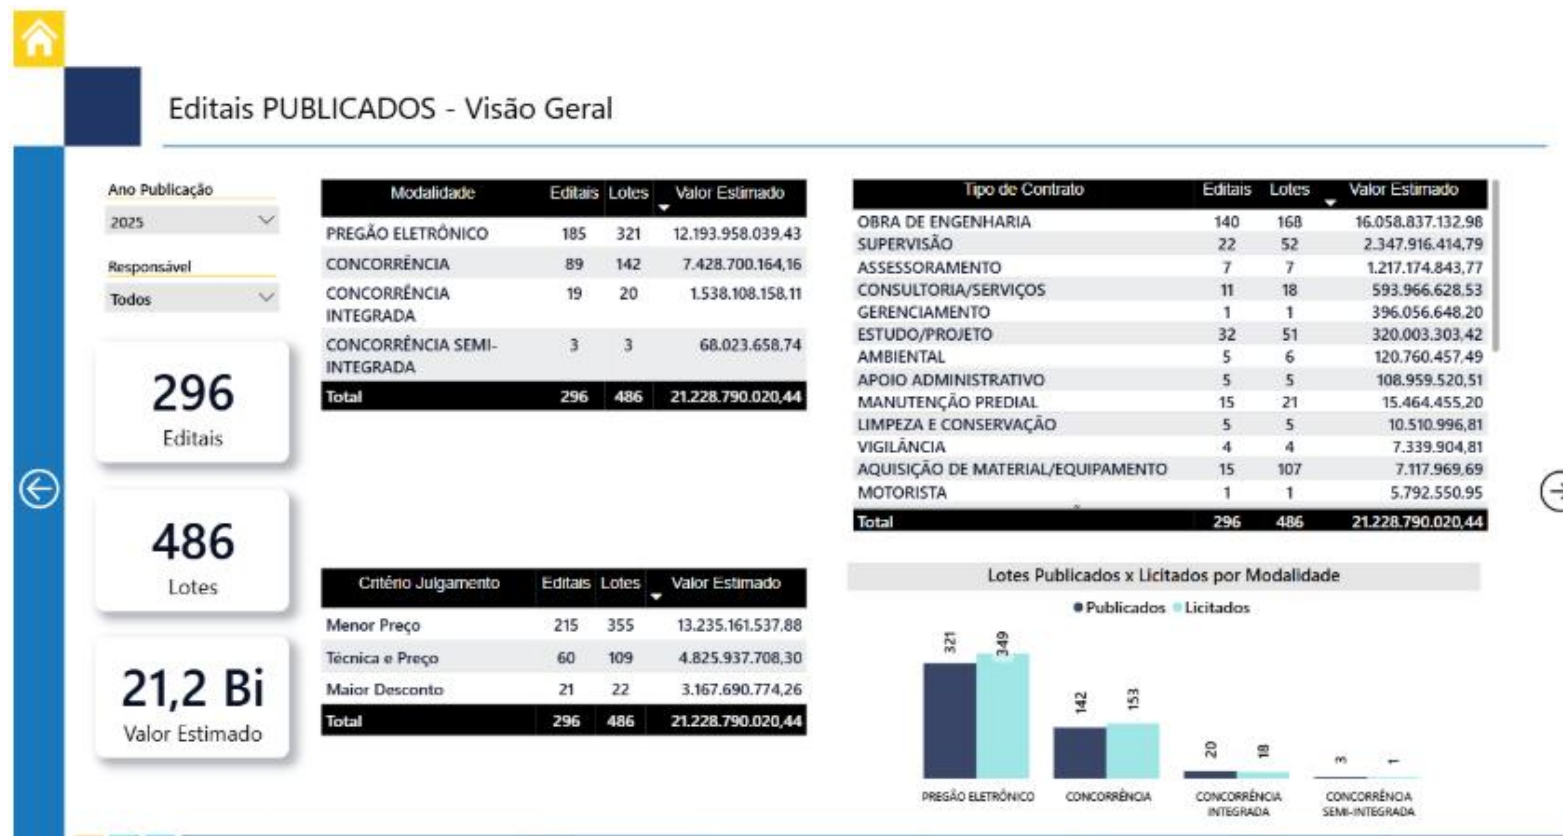 Editais PUBLICADOS - Visão Geral
Ano Publicação
2025
Responsável
Todos
296
Editais
486
Lotes
21,2 Bi
Valor Estimado
Modalidade Editais Lotes Valor Estimado
PREGÃO ELETRÔNICO 185 321 12.193.958.039,43
CONCORRÊNCIA 89 142 7.428.700.164,16
CONCORRÊNCIA 19 20 1.538.108.158,11
INTEGRADA
CONCORRÊNCIA SEMI- 3 3 68.023.658,74
INTEGRADA
Total 296 486 21.228.790.020,44
Critério Julgamento Editais Lotes Valor Estimado
Menor Preço 215 355 13.235.161.537,88
Técnica e Preço 60 109 4.825.937.708,30
Maior Desconto 21 22 3.167.690.774,26
Total 296 486 21.228.790.020,44
Tipo de Contrato Editais Lotes Valor Estimado
OBRA DE ENGENHARIA 140 168 16.058.837.132,98
SUPERVISÃO 22 52 2.347.916.414,79
ASSESSORAMENTO 7 7 1.217.174.843,77
CONSULTORIA/SERVIÇOS 11 18 593.966.628,53
GERENCIAMENTO 1 1 396.056.648,20
ESTUDO/PROJETO 32 51 320.003.303,42
AMBIENTAL 5 6 120.760.457,49
APOIO ADMINISTRATIVO 5 5 108.959.520,51
MANUTENÇÃO PREDIAL 15 21 15.464.455,20
LIMPEZA E CONSERVAÇÃO 5 5 10.510.996,81
VIGILÂNCIA 4 4 7.339.904,81
AQUISIÇÃO DE MATERIAL/EQUIPAMENTO 15 107 7.117.969,69
MOTORISTA 1 1 5.792.550,95
Total 296 486 21.228.790.020,44
Lotes Publicados x Licitados por Modalidade
Publicados Licitados
321 349 142 153 20 18 3 1
PREGÃO ELETRÔNICO CONCORRÊNCIA CONCORRÊNCIA CONCORRÊNCIA
INTEGRADA SEMI-INTEGRADA